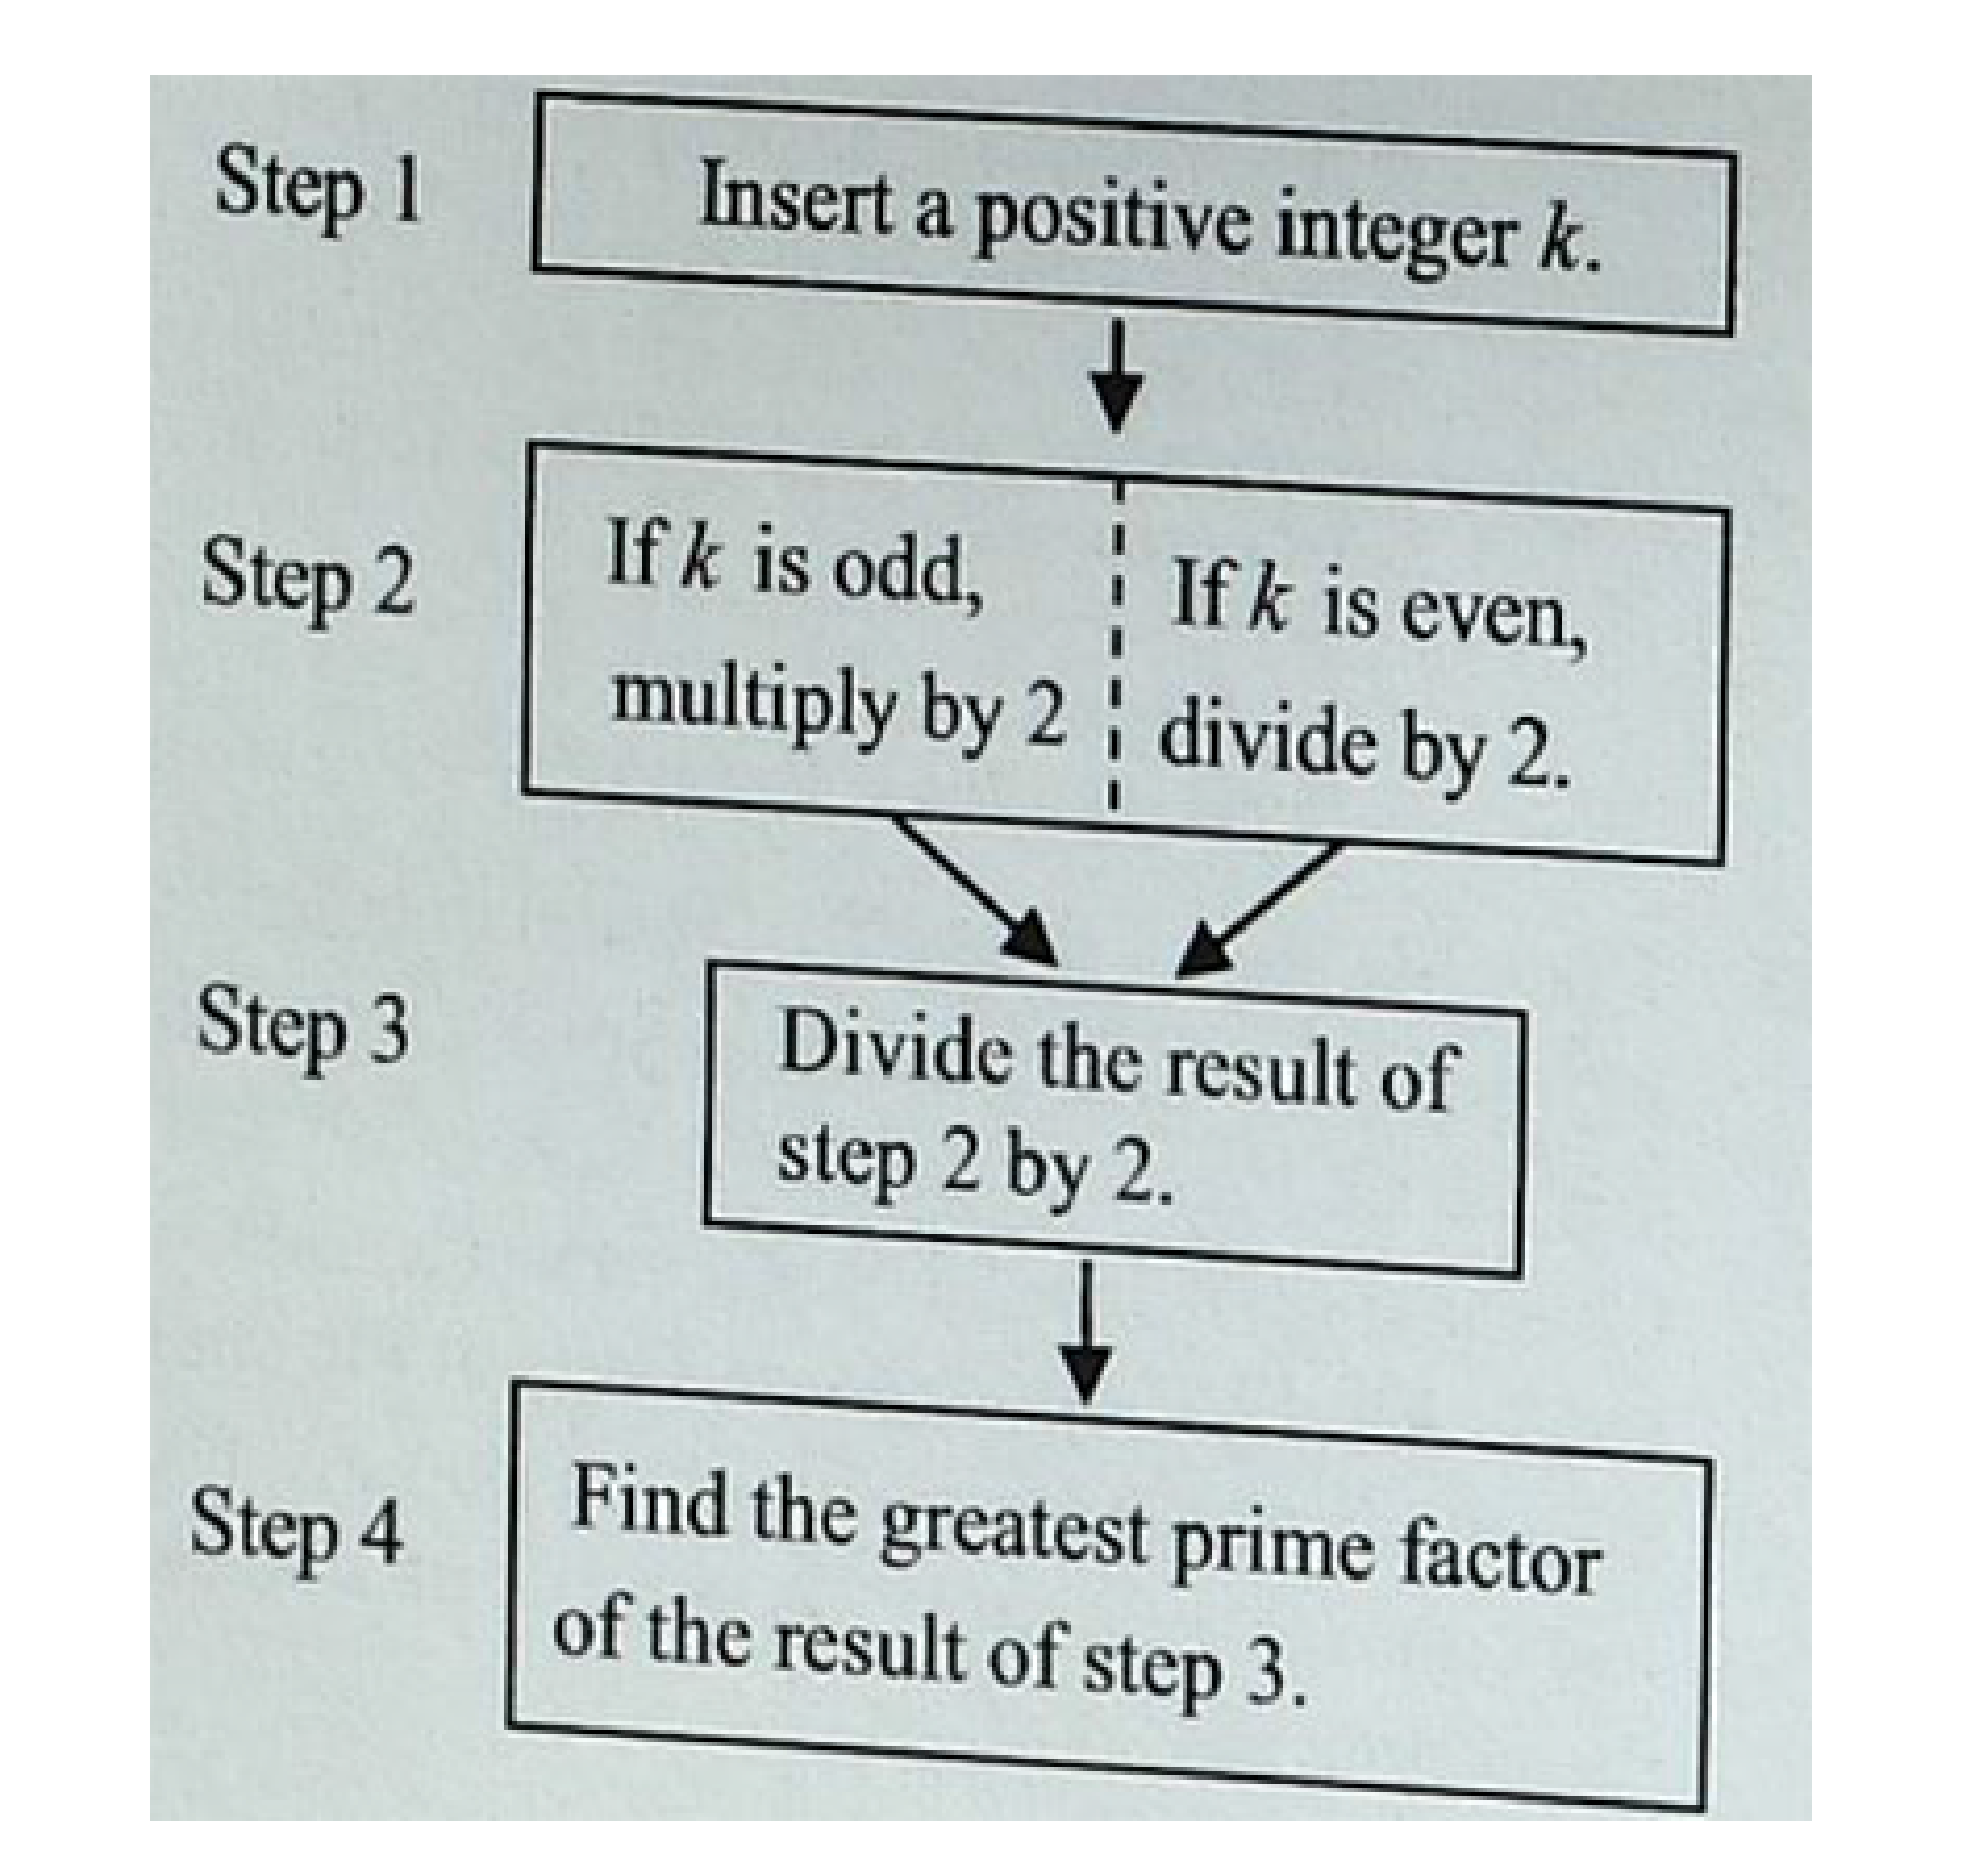 Step 1
Insert a positive integer k.
Step 2
If k is odd,
multiply by 2
If k is even,
divide by 2.
Step 3
Divide the result of
step 2 by 2.
Step 4
Find the greatest prime factor
of the result of step 3.